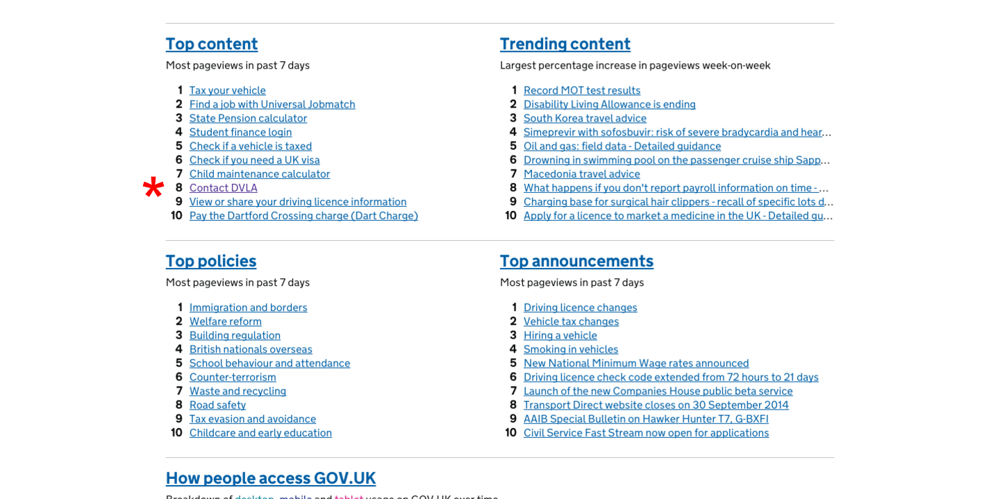 Top content
Most pageviews in past 7 days
1 Tax your vehicle
2 Find a job with Universal Jobmatch
3 State Pension calculator
4 Student finance login
5 Check if a vehicle is taxed
6 Check if you need a UK visa
7 Child maintenance calculator
* 8 Contact DVLA
9 View or share your driving licence information
10 Pay the Dartford Crossing charge (Dart Charge)
Trending content
Largest percentage increase in pageviews week-on-week
1 Record MOT test results
2 Disability Living Allowance is ending
3 South Korea travel advice
4 Simeprevir with sofosbuvir: risk of severe bradycardia and hear...
5 Oil and gas: field data - Detailed guidance
6 Drowning in swimming pool on the passenger cruise ship Sapp...
7 Macedonia travel advice
8 What happens if you don't report payroll information on time - ...
9 Charging base for surgical hair clippers - recall of specific lots d...
10 Apply for a licence to market a medicine in the UK - Detailed gu...
Top policies
Most pageviews in past 7 days
1 Immigration and borders
2 Welfare reform
3 Building regulation
4 British nationals overseas
5 School behaviour and attendance
6 Counter-terrorism
7 Waste and recycling
8 Road safety
9 Tax evasion and avoidance
10 Childcare and early education
Top announcements
Most pageviews in past 7 days
1 Driving licence changes
2 Vehicle tax changes
3 Hiring a vehicle
4 Smoking in vehicles
5 New National Minimum Wage rates announced
6 Driving licence check code extended from 72 hours to 21 days
7 Launch of the new Companies House public beta service
8 Transport Direct website closes on 30 September 2014
9 AAIB Special Bulletin on Hawker Hunter T7, G-BXFI
10 Civil Service Fast Stream now open for applications
How people access GOV.UK
Breakdown of desktop, mobile and tablet usage on GOV.UK over time